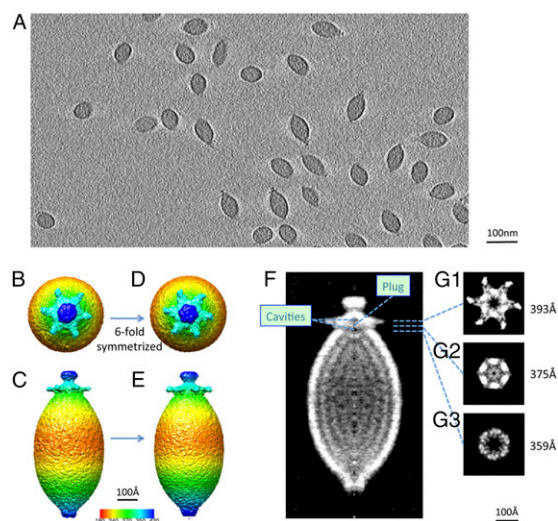 A
100nm
B
D
F
G1
Plug
Cavities
393Å
6-fold
symmetrized
G2
375Å
C
E
G3
359Å
100Å
100Å